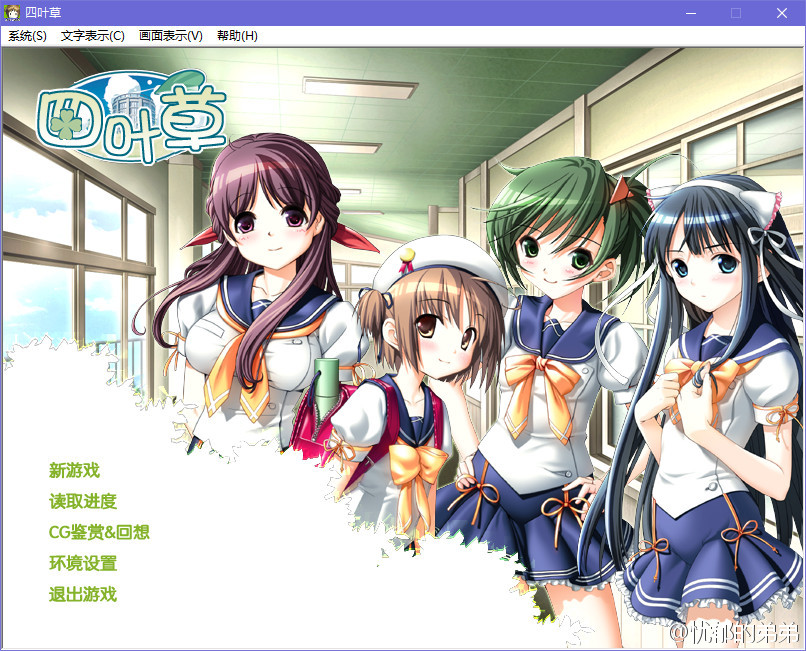 四叶草
系统(S) 文字表示(C) 画面表示(V) 帮助(H)
四叶草
新游戏
读取进度
CG鉴赏&回想
环境设置
退出游戏
@忧郁的弟弟